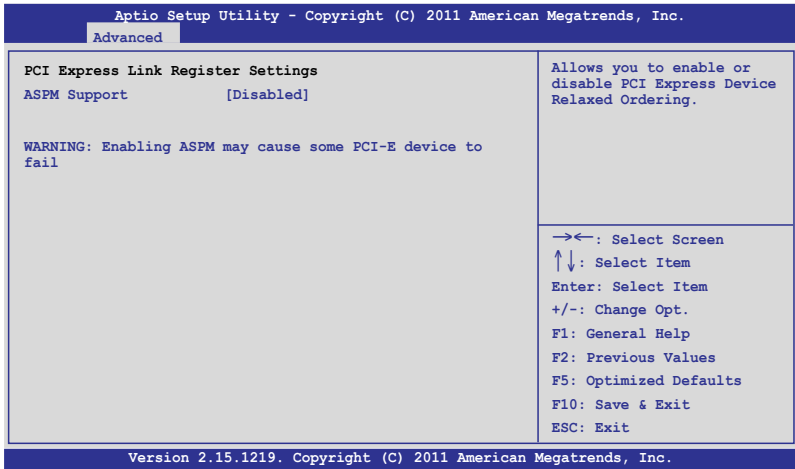 Aptio Setup Utility - Copyright (C) 2011 American Megatrends, Inc.
Advanced
PCI Express Link Register Settings
ASPM Support [Disabled]
WARNING: Enabling ASPM may cause some PCI-E device to
fail
Allows you to enable or
disable PCI Express Device
Relaxed Ordering.
→←: Select Screen
↑↓: Select Item
Enter: Select Item
+/-: Change Opt.
F1: General Help
F2: Previous Values
F5: Optimized Defaults
F10: Save & Exit
ESC: Exit
Version 2.15.1219. Copyright (C) 2011 American Megatrends, Inc.